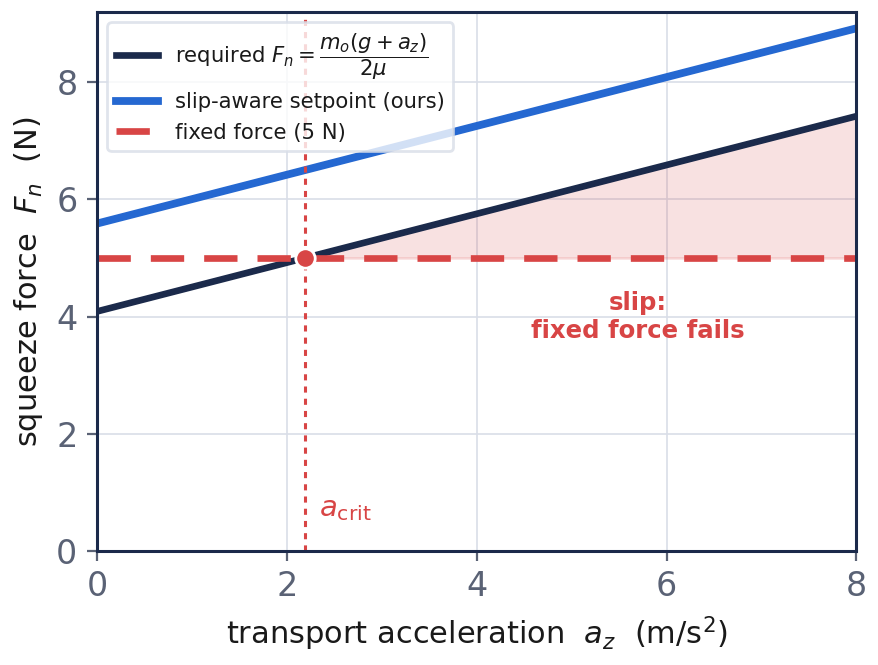 required F_n = m_o(g + a_z) / 2μ
slip-aware setpoint (ours)
fixed force (5 N)
squeeze force F_n (N)
8
6
4
2
0
slip:
fixed force fails
a_crit
0 2 4 6 8
transport acceleration a_z (m/s²)